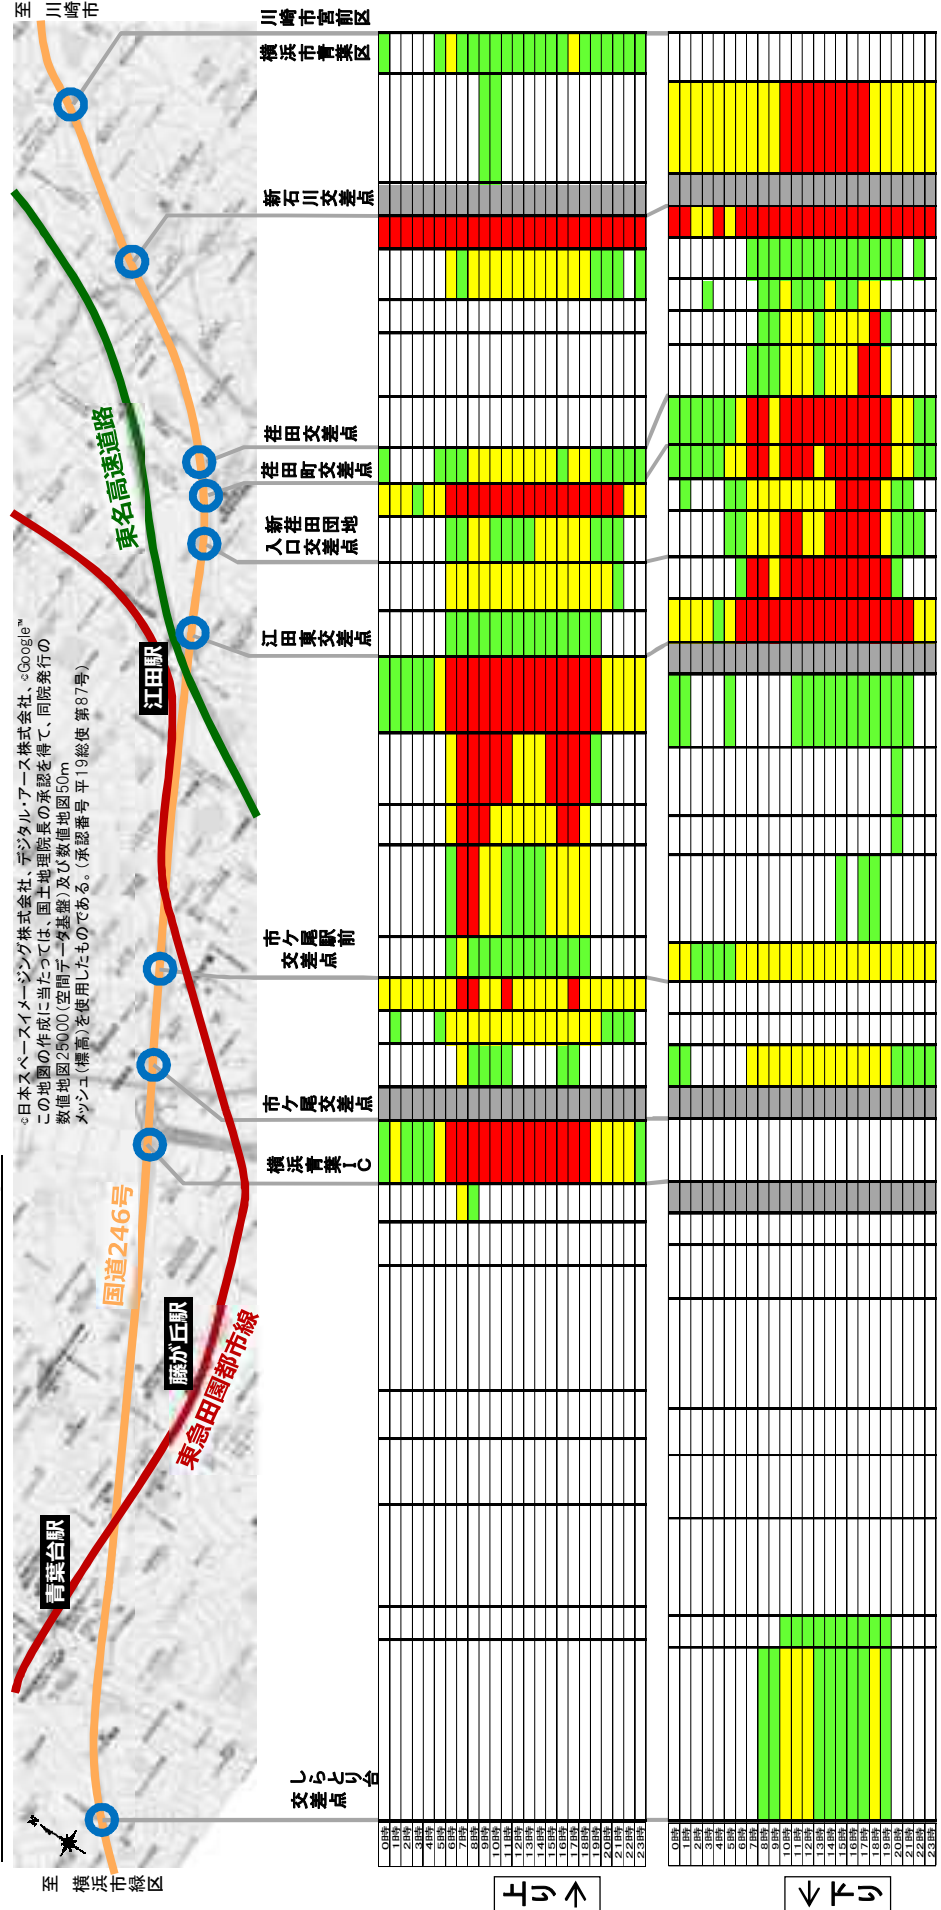 至 川崎市
川崎市宮前区
横浜市青葉区
新石川交差点
東名高速道路
荏田交差点
荏田町交差点
新荏田団地
入口交差点
江田駅
江田東交差点
©日本スペースイメージング株式会社、デジタル・アース株式会社、©Google™
この地図の作成に当たっては、国土地理院長の承認を得て、同院発行の
数値地図25000（空間データ基盤）及び数値地図50m
メッシュ（標高）を使用したものである。（承認番号 平19総使 第87号）
市ケ尾駅前
交差点
市ケ尾交差点
横浜青葉IC
国道246号
藤が丘駅
東急田園都市線
青葉台駅
しらとり台
交差点
N
至 横浜市緑区
0時
1時
2時
3時
4時
5時
6時
7時
8時
9時
10時
11時
12時
13時
14時
15時
16時
17時
18時
19時
20時
21時
22時
23時
上り→
0時
1時
2時
3時
4時
5時
6時
7時
8時
9時
10時
11時
12時
13時
14時
15時
16時
17時
18時
19時
20時
21時
22時
23時
←下り